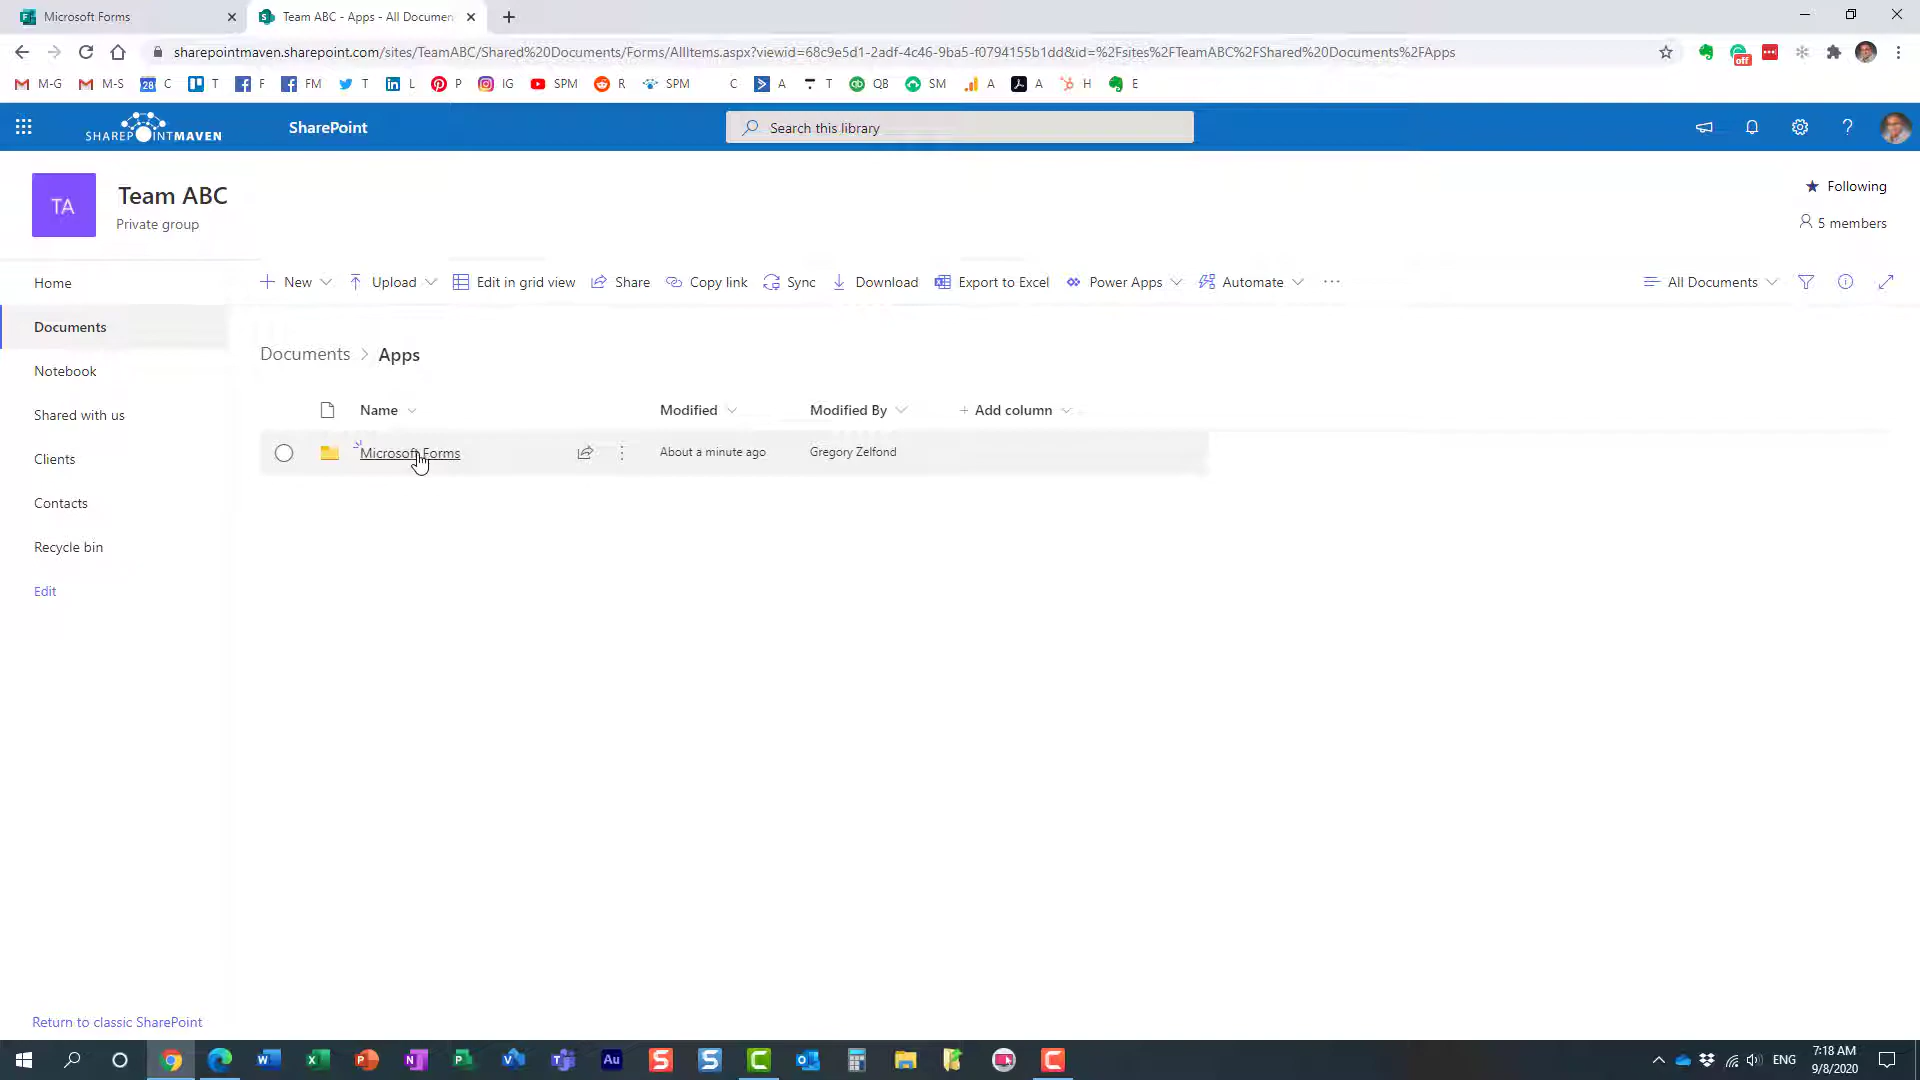 Microsoft Forms
Team ABC - Apps - All Documen
sharepointmaven.sharepoint.com/sites/TeamABC/Shared%20Documents/Forms/AllItems.aspx?viewid=68c9e5d1-2adf-4c46-9ba5-f0794155b1dd&id=%2Fsites%2FTeamABC%2FShared%20Documents%2FApps
off
M-G M-S 28 C T F FM T L P IG SPM R SPM C A T QB SM A A H E
SHAREPOINTMAVEN SharePoint Search this library ?
TA
Team ABC
Private group
Following
5 members
Home
Documents
Notebook
Shared with us
Clients
Contacts
Recycle bin
Edit
New Upload Edit in grid view Share Copy link Sync Download Export to Excel Power Apps Automate ... All Documents
Documents > Apps
Name Modified Modified By + Add column
Microsoft Forms About a minute ago Gregory Zelfond
Return to classic SharePoint
Au
ENG
7:18 AM
9/8/2020